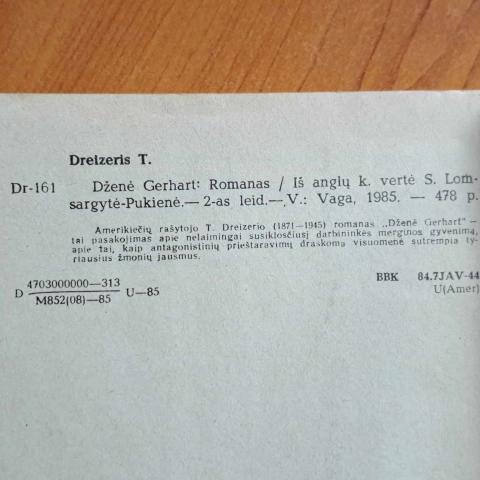 Dreizeris T.
Dr-161 Dženė Gerhart: Romanas / Iš anglų k. vertė S. Lom-
sargytė-Pukienė.— 2-as leid.— V.: Vaga, 1985. — 478 p.
Amerikiečių rašytojo T. Dreizerio (1871—1945) romanas „Dženė Gerhart“ —
tai pasakojimas apie nelaimingai susiklosčiusį darbininkės merginos gyvenimą,
apie tai, kaip antagonistinių prieštaravimų draskoma visuomenė sutrempia ty-
riausius žmonių jausmus.
D 4703000000—313
M852(08)—85 U—85
BBK 84.7JAV-44
U(Amer)